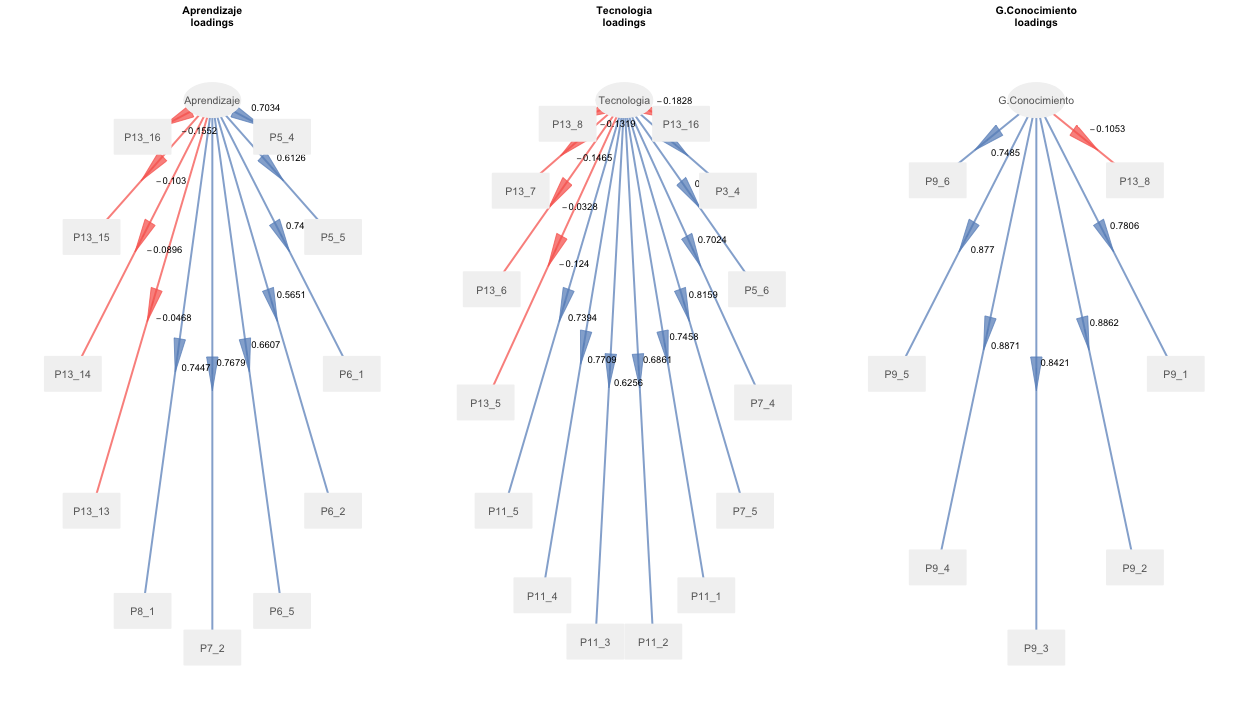 Aprendizaje
loadings
Aprendizaje
0.7034
P13_16
−0.1552
P5_4
0.6126
−0.103
P13_15
0.74
P5_5
−0.0896
0.5651
−0.0468
0.6607
0.7447
0.7679
P13_14
P6_1
P13_13
P6_2
P8_1
P6_5
P7_2
Tecnologia
loadings
Tecnologia
−0.1828
P13_8
−0.1319
P13_16
−0.1465
P13_7
0
P3_4
−0.0328
0.7024
−0.124
P13_6
0.8159
P5_6
0.7394
0.7458
0.7709
0.6861
0.6256
P13_5
P7_4
P11_5
P7_5
P11_4
P11_1
P11_3
P11_2
G.Conocimiento
loadings
G.Conocimiento
−0.1053
0.7485
P9_6
P13_8
0.7806
0.877
0.8862
0.8871
0.8421
P9_5
P9_1
P9_4
P9_2
P9_3